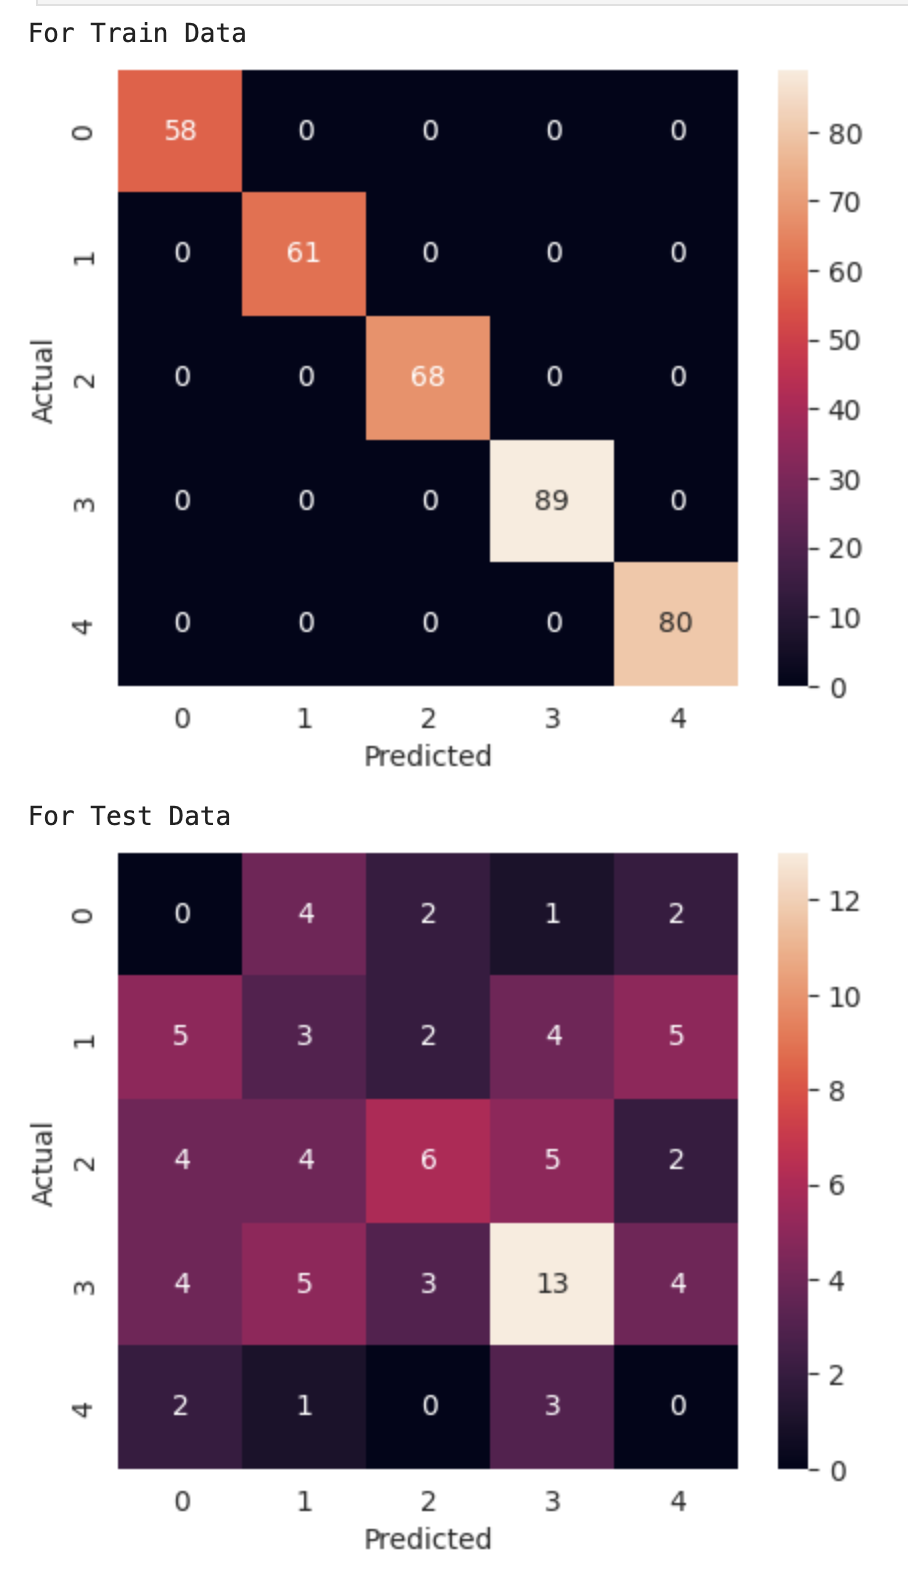 For Train Data
0 58 0 0 0 0 80
70
1 0 61 0 0 0 60
50
Actual 2 0 0 68 0 0 40
30
3 0 0 0 89 0 20
4 0 0 0 0 80 10
0
0 1 2 3 4
Predicted
For Test Data
0 0 4 2 1 2 12
10
1 5 3 2 4 5
8
Actual 2 4 4 6 5 2 6
3 4 5 3 13 4 4
2
4 2 1 0 3 0
0
0 1 2 3 4
Predicted